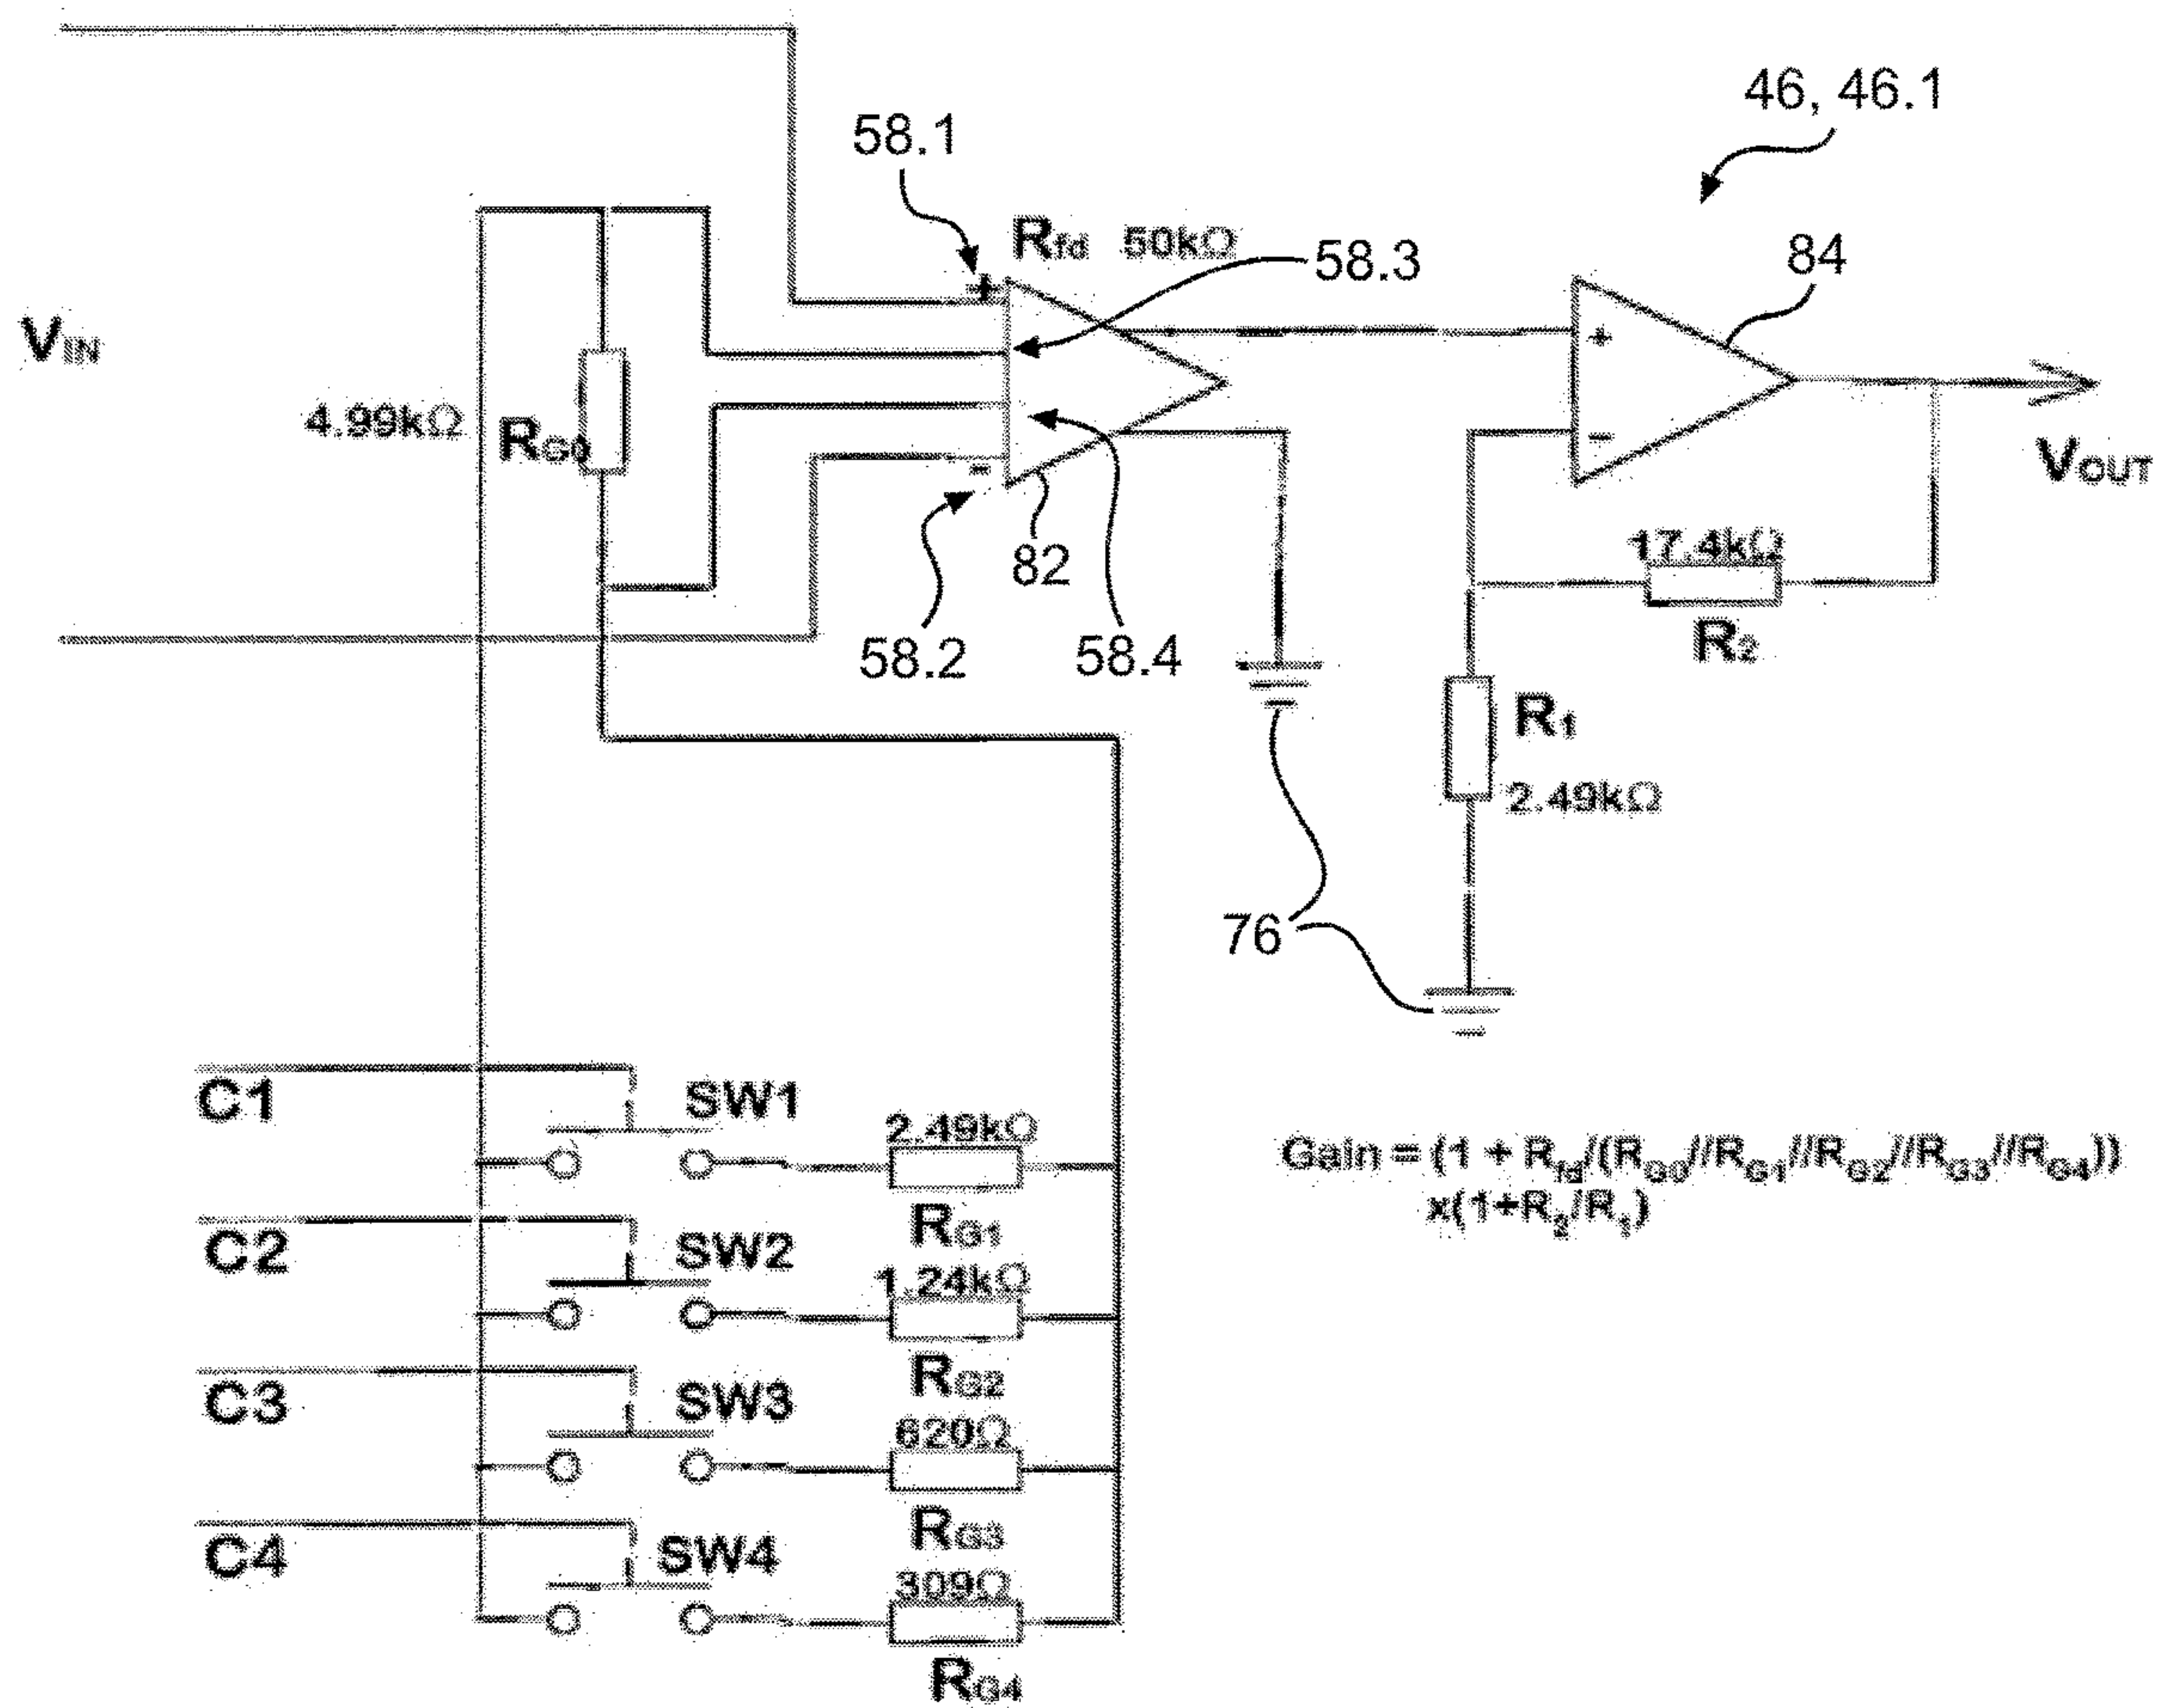 46, 46.1
58.1
Rfd 50kΩ
58.3
84
+
+
VIN
4.99kΩ
RG0
-
-
VOUT
82
17.4kΩ
58.2
58.4
R2
R1
2.49kΩ
76
C1
SW1
2.49kΩ
RG1
C2
SW2
1.24kΩ
RG2
C3
SW3
620Ω
RG3
C4
SW4
309Ω
RG4
Gain = (1 + Rfd/(RG0//RG1//RG2//RG3//RG4))
x(1+R2/R1)